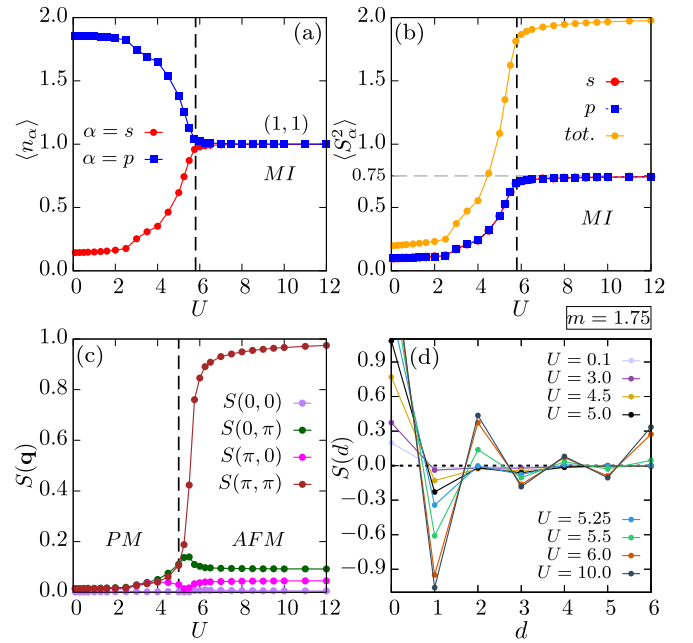 2.0
1.5
1.0
0.5
0.0
⟨n_α⟩
(a)
α = s
α = p
(1, 1)
MI
0 2 4 6 8 10 12
U
2.0
1.5
1.0
0.75
0.0
⟨S²_α⟩
(b)
s
p
tot.
MI
0 2 4 6 8 10 12
U
m = 1.75
1.0
0.8
0.6
0.4
0.2
0.0
S(q)
(c)
S(0, 0)
S(0, π)
S(π, 0)
S(π, π)
PM
AFM
0 2 4 6 8 10 12
U
0.9
0.6
0.3
0.0
−0.3
−0.6
−0.9
S(d)
(d)
U = 0.1
U = 3.0
U = 4.5
U = 5.0
U = 5.25
U = 5.5
U = 6.0
U = 10.0
0 1 2 3 4 5 6
d